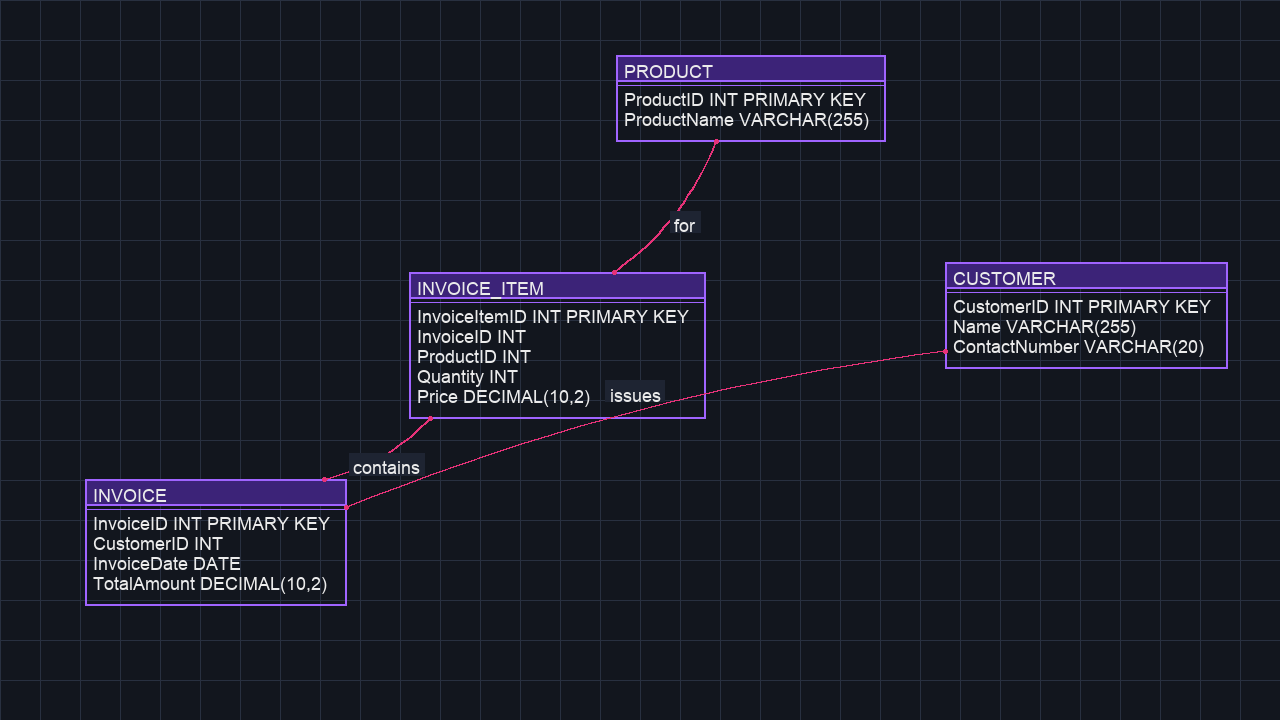 PRODUCT
ProductID INT PRIMARY KEY
ProductName VARCHAR(255)
for
INVOICE_ITEM
InvoiceItemID INT PRIMARY KEY
InvoiceID INT
ProductID INT
Quantity INT
Price DECIMAL(10,2)
issues
CUSTOMER
CustomerID INT PRIMARY KEY
Name VARCHAR(255)
ContactNumber VARCHAR(20)
contains
INVOICE
InvoiceID INT PRIMARY KEY
CustomerID INT
InvoiceDate DATE
TotalAmount DECIMAL(10,2)